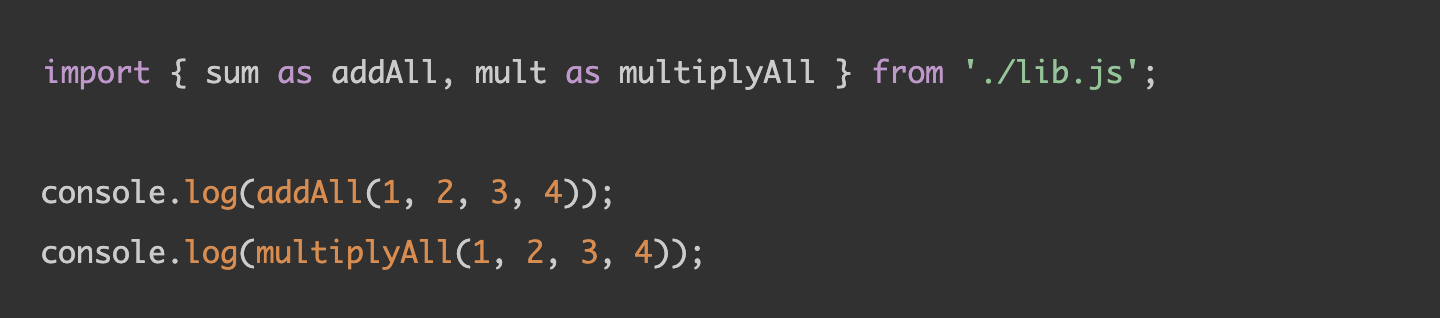 import { sum as addAll, mult as multiplyAll } from './lib.js';
console.log(addAll(1, 2, 3, 4));
console.log(multiplyAll(1, 2, 3, 4));